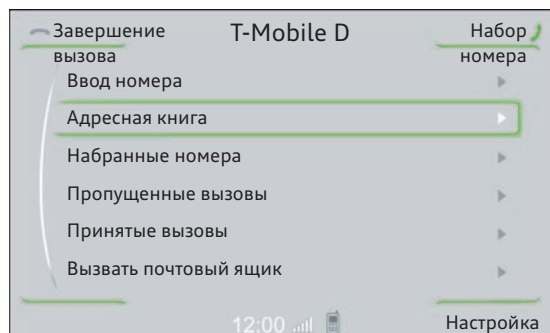 Завершение вызова
T-Mobile D
Набор номера
Ввод номера
Адресная книга
Набранные номера
Пропущенные вызовы
Принятые вызовы
Вызвать почтовый ящик
12:00
Настройка